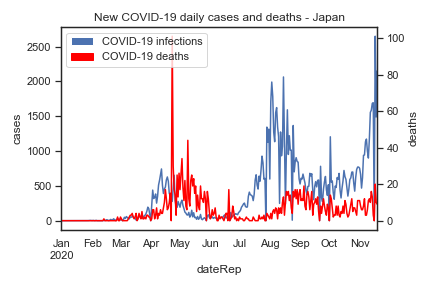 New COVID-19 daily cases and deaths - Japan
COVID-19 infections
COVID-19 deaths
2500
2000
1500
1000
500
0
cases
100
80
60
40
20
0
deaths
Jan Feb Mar Apr May Jun Jul Aug Sep Oct Nov
2020
dateRep